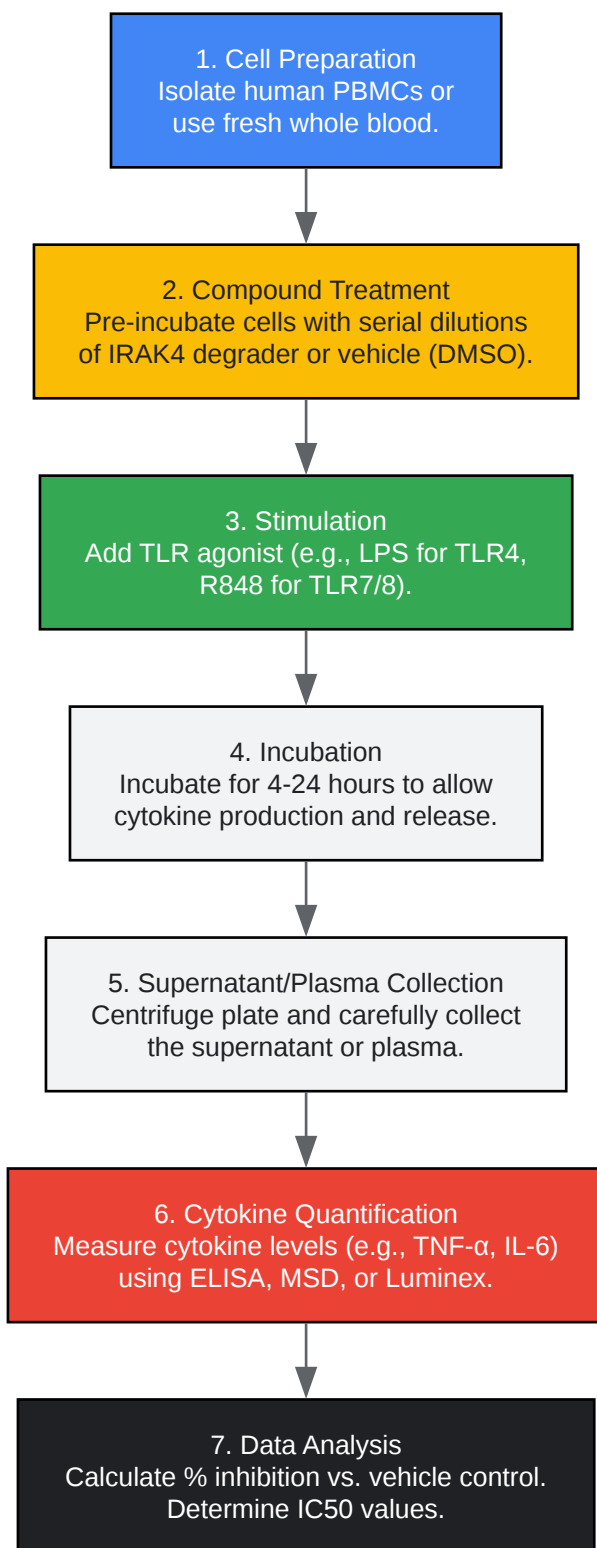 1. Cell Preparation
Isolate human PBMCs or
use fresh whole blood.
2. Compound Treatment
Pre-incubate cells with serial dilutions
of IRAK4 degrader or vehicle (DMSO).
3. Stimulation
Add TLR agonist (e.g., LPS for TLR4,
R848 for TLR7/8).
4. Incubation
Incubate for 4-24 hours to allow
cytokine production and release.
5. Supernatant/Plasma Collection
Centrifuge plate and carefully collect
the supernatant or plasma.
6. Cytokine Quantification
Measure cytokine levels (e.g., TNF-α, IL-6)
using ELISA, MSD, or Luminex.
7. Data Analysis
Calculate % inhibition vs. vehicle control.
Determine IC50 values.